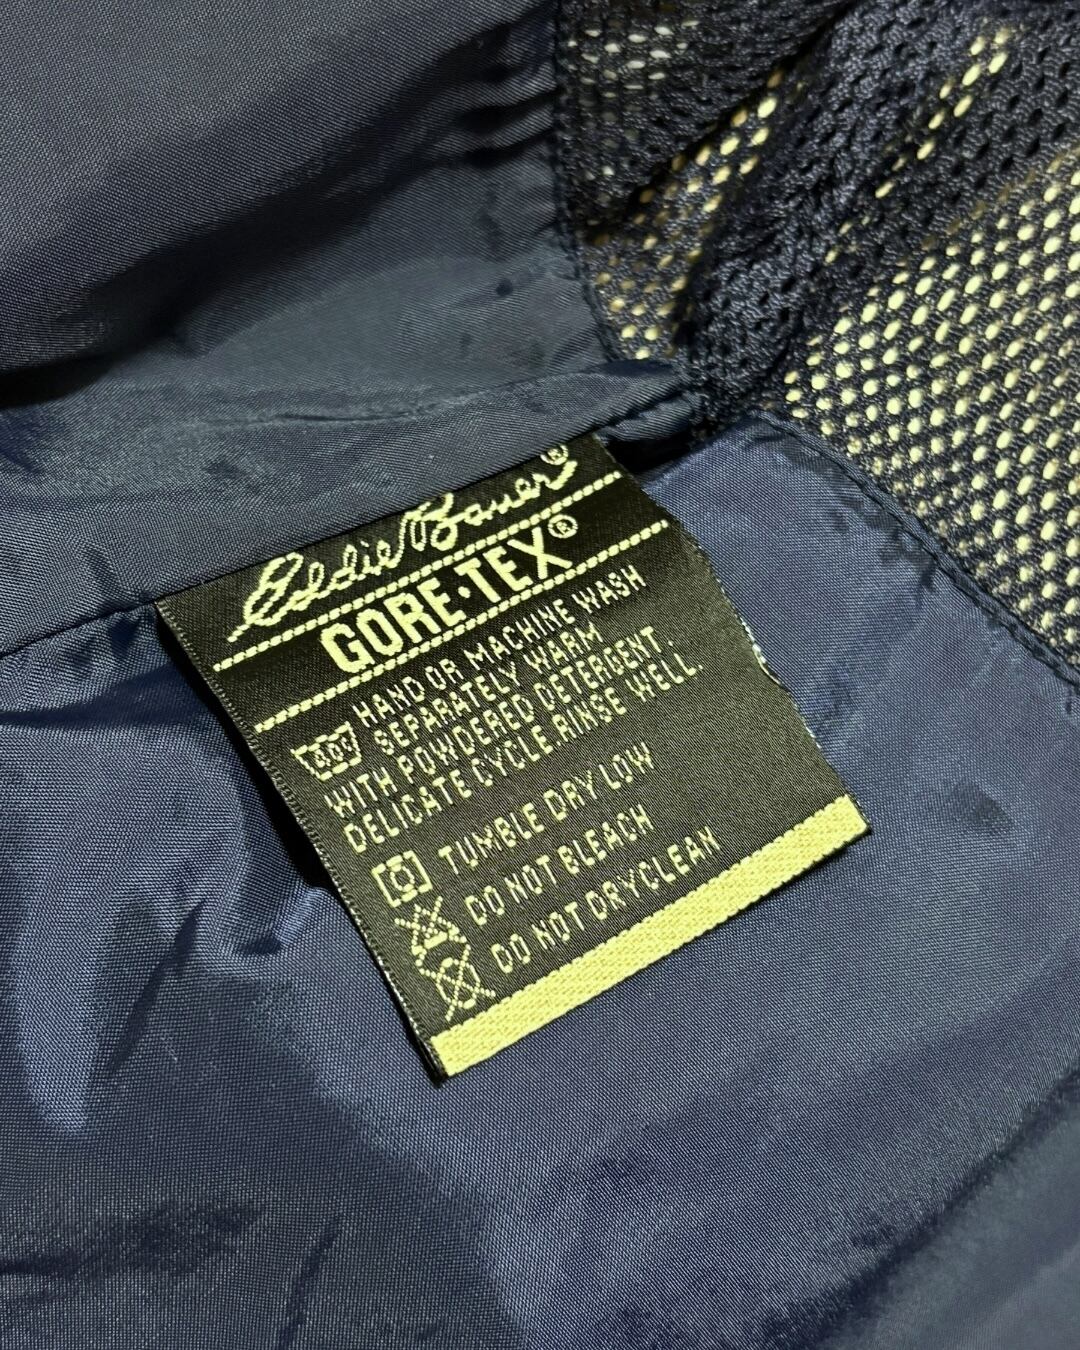 Eddie Bauer®
GORE-TEX®
HAND OR MACHINE WASH
40° SEPARATELY WARM
WITH POWDERED DETERGENT.
DELICATE CYCLE RINSE WELL.
TUMBLE DRY LOW
DO NOT BLEACH
DO NOT DRYCLEAN